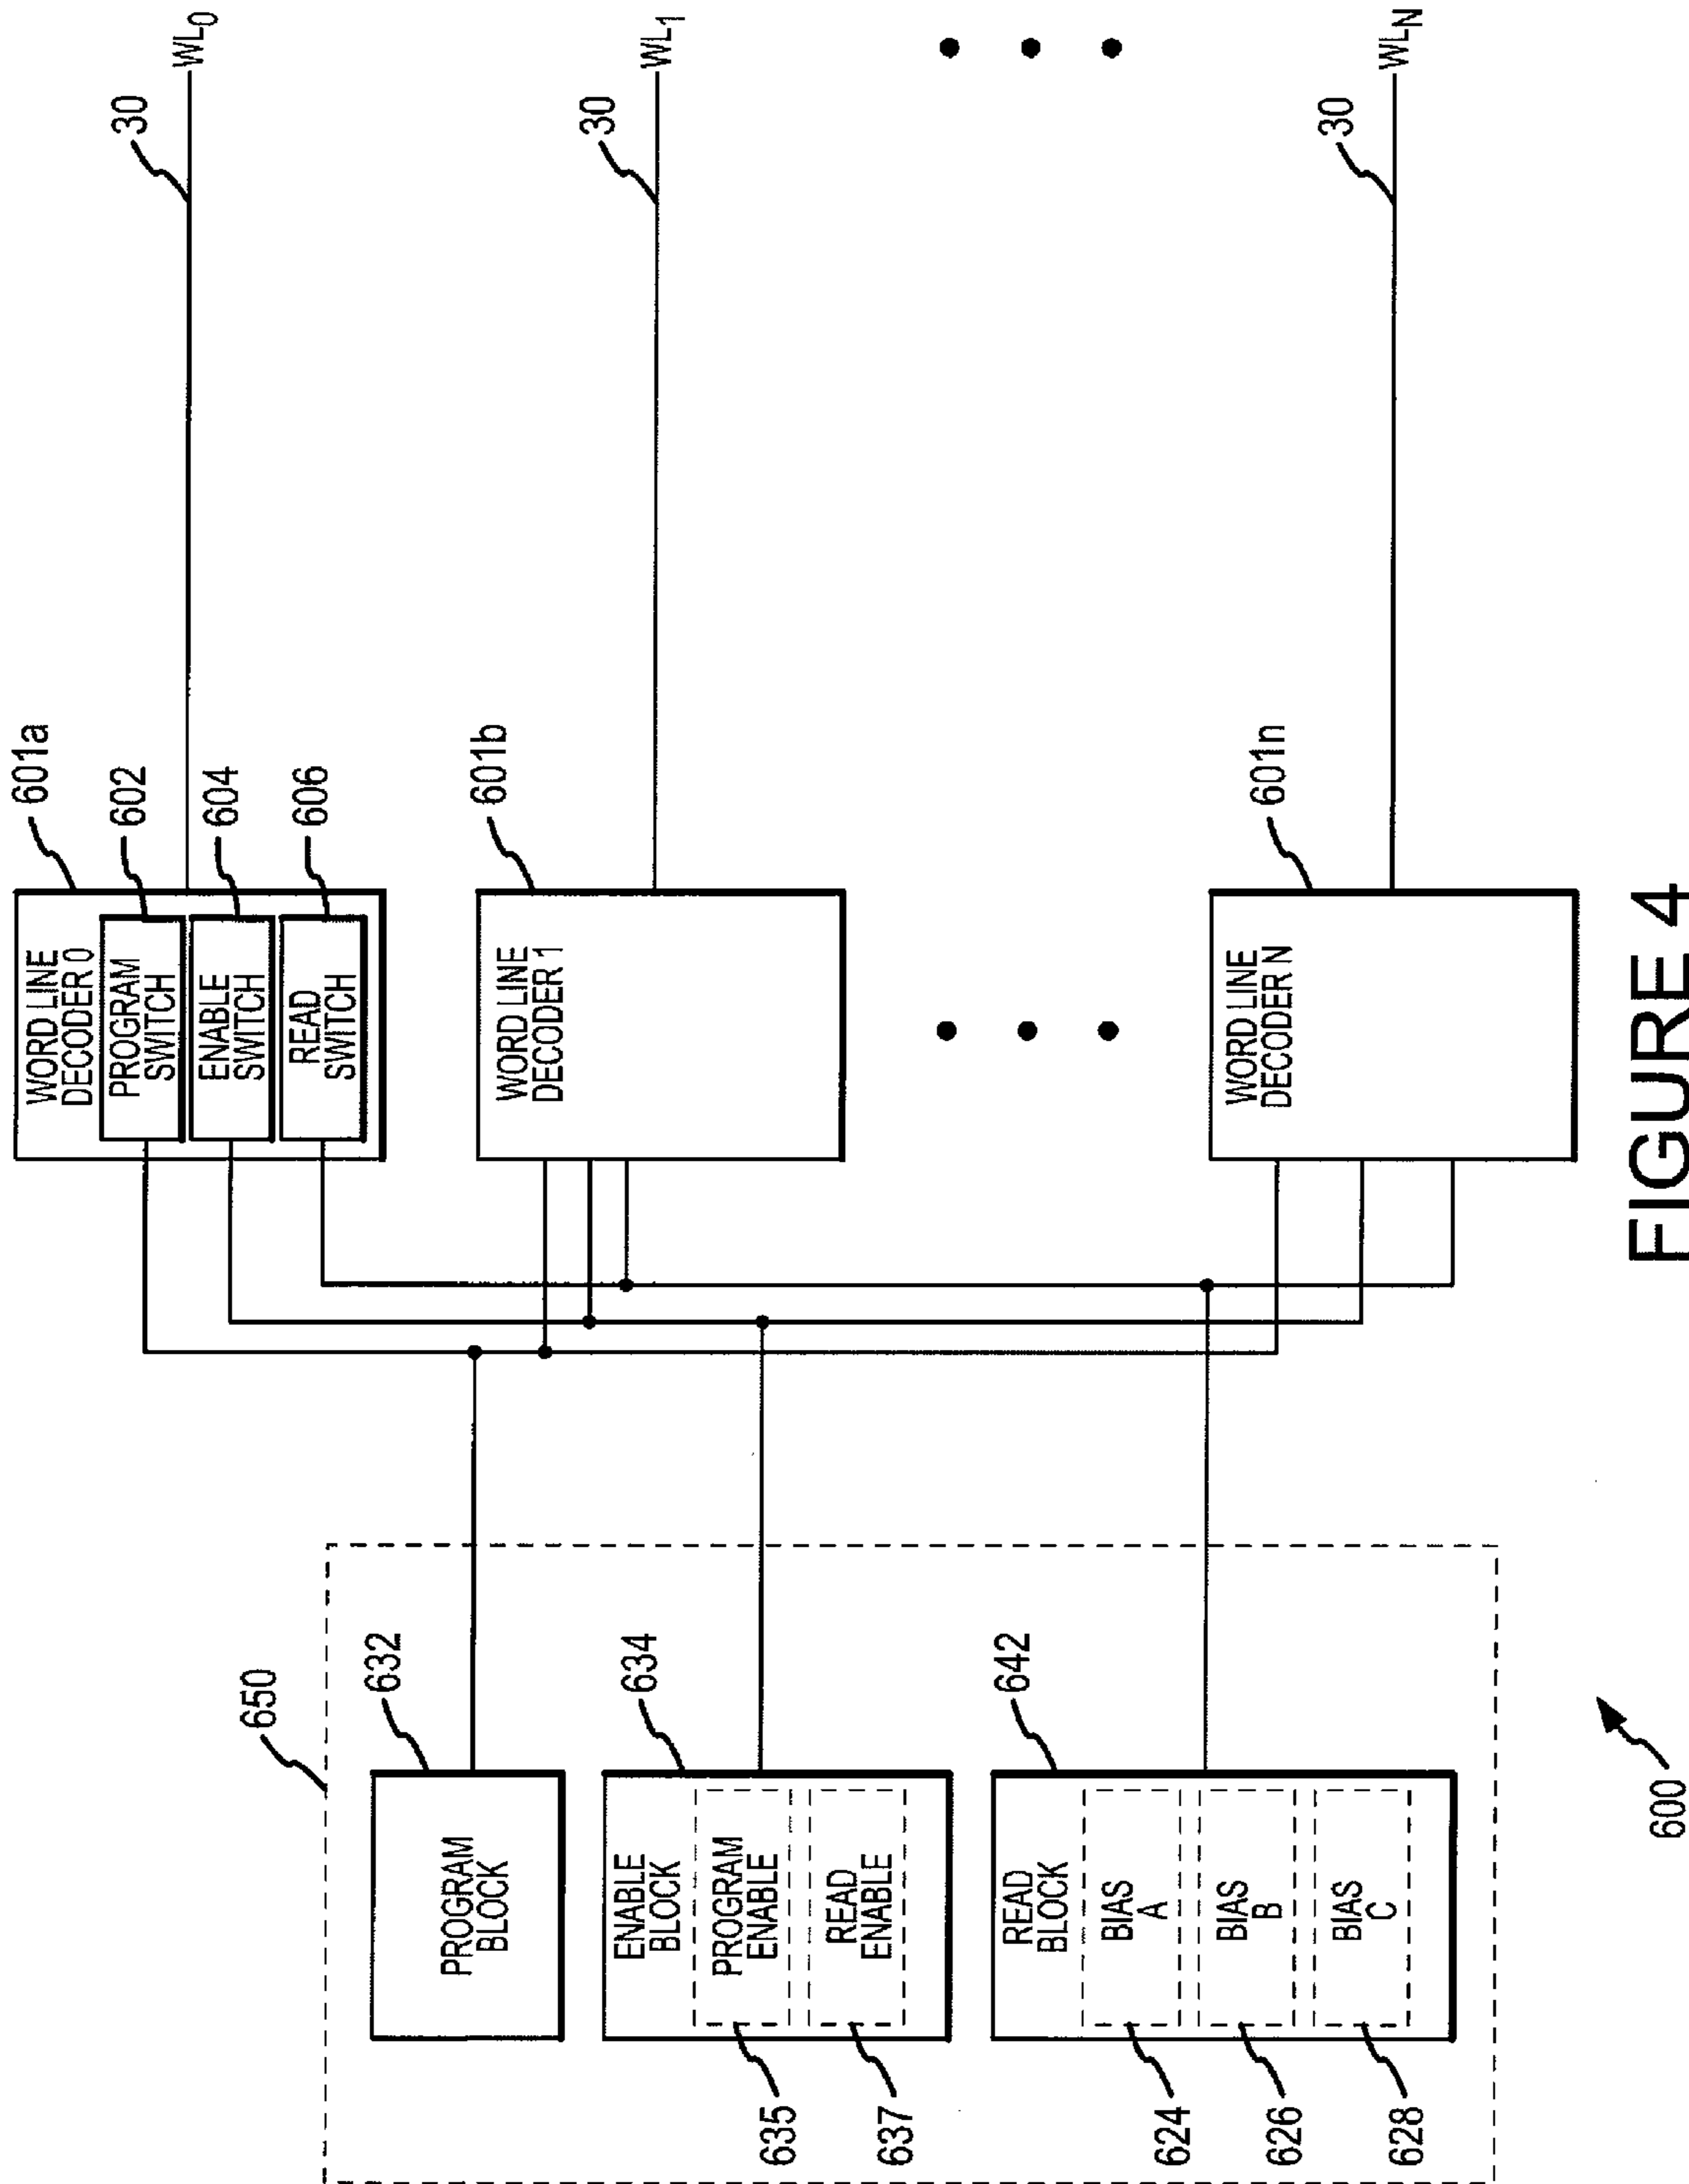 650
632
PROGRAM
BLOCK
634
ENABLE
BLOCK
PROGRAM
ENABLE
635
READ
ENABLE
637
642
READ
BLOCK
BIAS
A
624
BIAS
B
626
BIAS
C
628
601a
WORD LINE
DECODER 0
PROGRAM
SWITCH
602
ENABLE
SWITCH
604
READ
SWITCH
606
30
WL0
601b
WORD LINE
DECODER 1
30
WL1
601n
WORD LINE
DECODER N
30
WLN
600
FIGURE 4